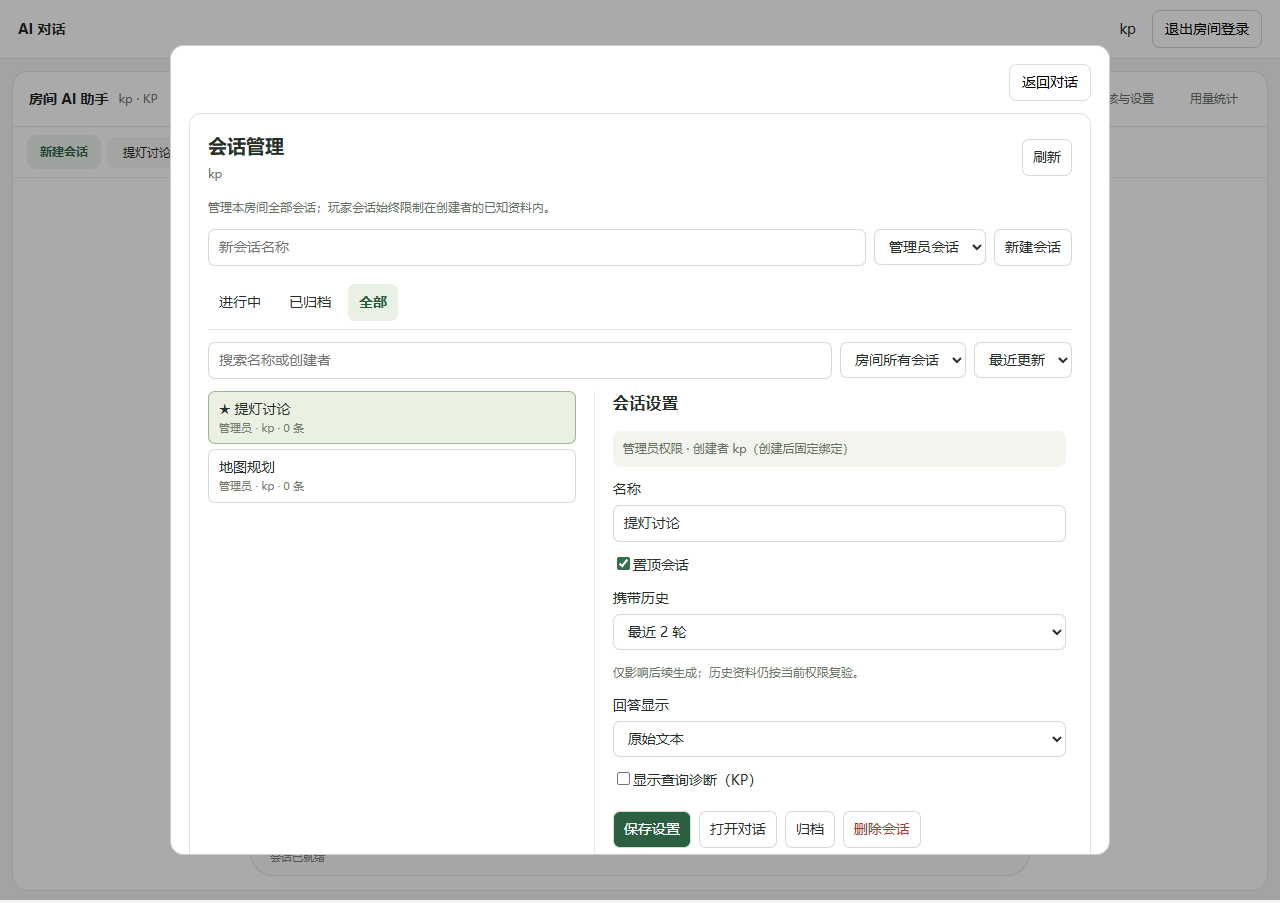 AI 对话
kp
退出房间登录
返回对话
房间 AI 助手 kp · KP
与设置
用量统计
新建会话
提灯讨论
会话管理
kp
刷新
管理本房间全部会话；玩家会话始终限制在创建者的已知资料内。
新会话名称
管理员会话
新建会话
进行中
已归档
全部
搜索名称或创建者
房间所有会话
最近更新
★ 提灯讨论
管理员 · kp · 0 条
地图规划
管理员 · kp · 0 条
会话设置
管理员权限 · 创建者 kp（创建后固定绑定）
名称
提灯讨论
置顶会话
携带历史
最近 2 轮
仅影响后续生成；历史资料仍按当前权限复验。
回答显示
原始文本
显示查询诊断（KP）
保存设置
打开对话
归档
删除会话
会话已就绪